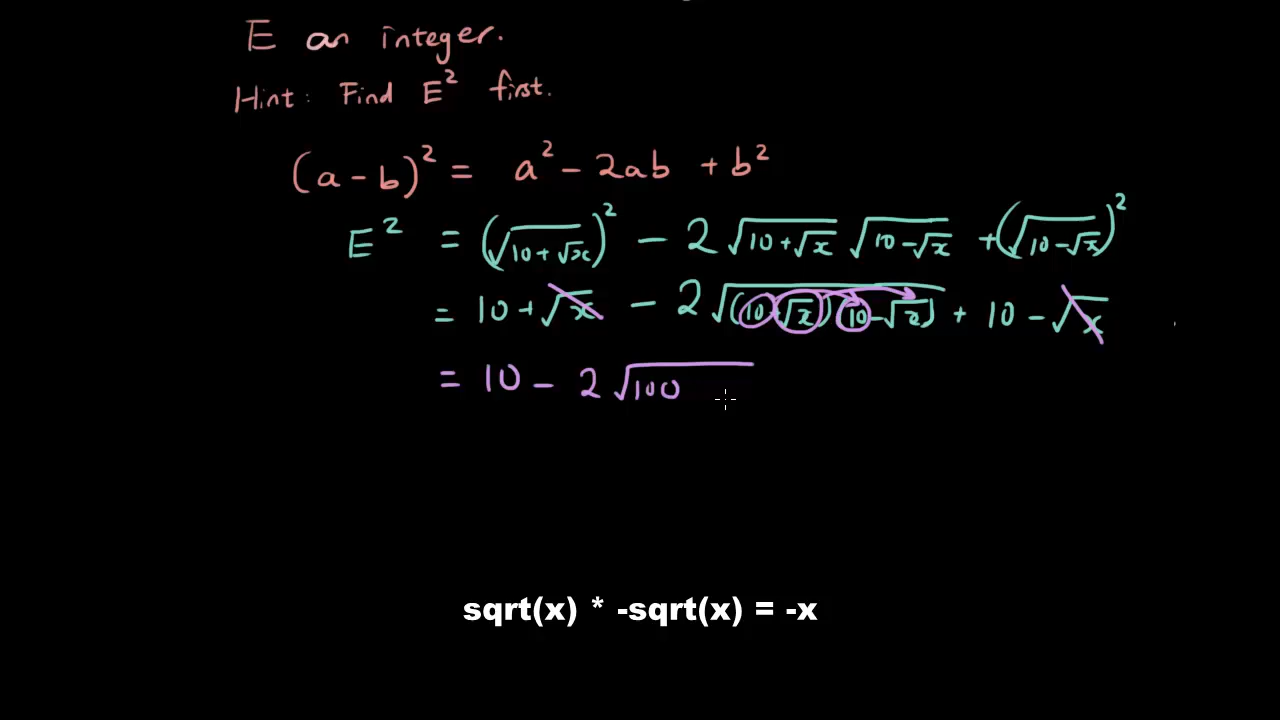 E an integer.
Hint: Find E² first.
(a - b)² = a² - 2ab + b²
E² = (√(10 + √x))² - 2 √(10 + √x) √(10 - √x) + (√(10 - √x))²
= 10 + √x - 2 √((10 + √x)(10 - √x)) + 10 - √x
= 10 - 2 √100
sqrt(x) * -sqrt(x) = -x